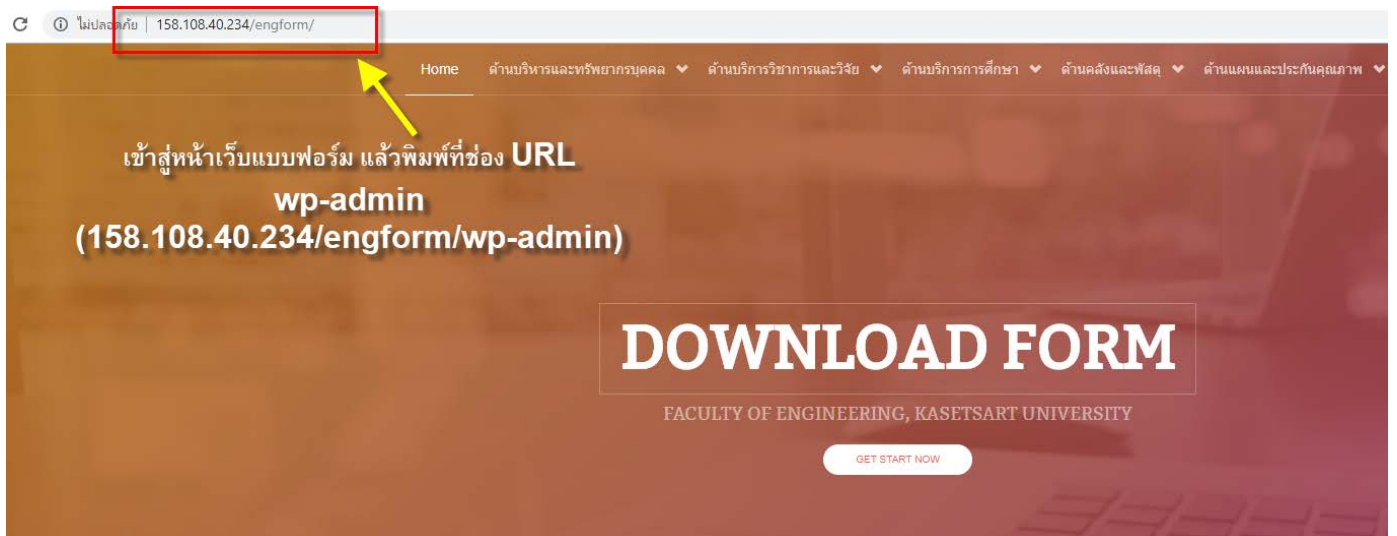 ไม่ปลอดภัย | 158.108.40.234/engform/
Home ด้านบริหารและทรัพยากรบุคคล ด้านบริการวิชาการและวิจัย ด้านบริการการศึกษา ด้านคลังและพัสดุ ด้านแผนและประกันคุณภาพ
เข้าสู่หน้าเว็บแบบฟอร์ม แล้วพิมพ์ที่ช่อง URL
wp-admin
(158.108.40.234/engform/wp-admin)
DOWNLOAD FORM
FACULTY OF ENGINEERING, KASETSART UNIVERSITY
GET START NOW